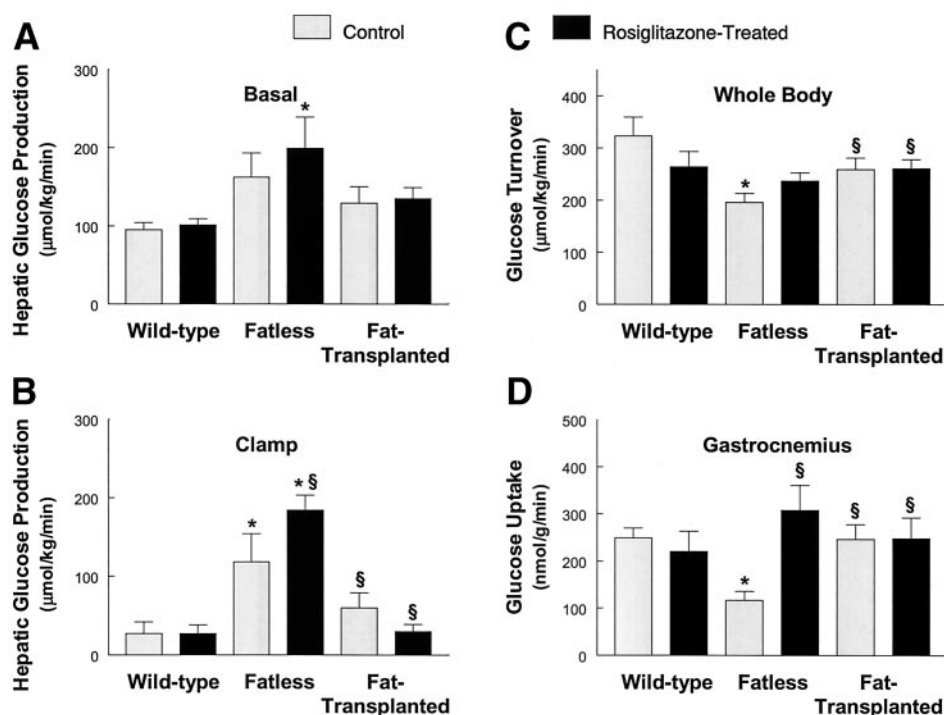 A
Control
C
Rosiglitazone-Treated
Hepatic Glucose Production
(μmol/kg/min)
300
200
100
0
Basal
*
Wild-type Fatless Fat-
Transplanted
Glucose Turnover
(μmol/kg/min)
400
300
200
100
0
Whole Body
*
§
§
Wild-type Fatless Fat-
Transplanted
B
Hepatic Glucose Production
(μmol/kg/min)
300
200
100
0
Clamp
*
* §
§
§
Wild-type Fatless Fat-
Transplanted
D
Glucose Uptake
(nmol/g/min)
500
400
300
200
100
0
Gastrocnemius
*
§
§
§
Wild-type Fatless Fat-
Transplanted